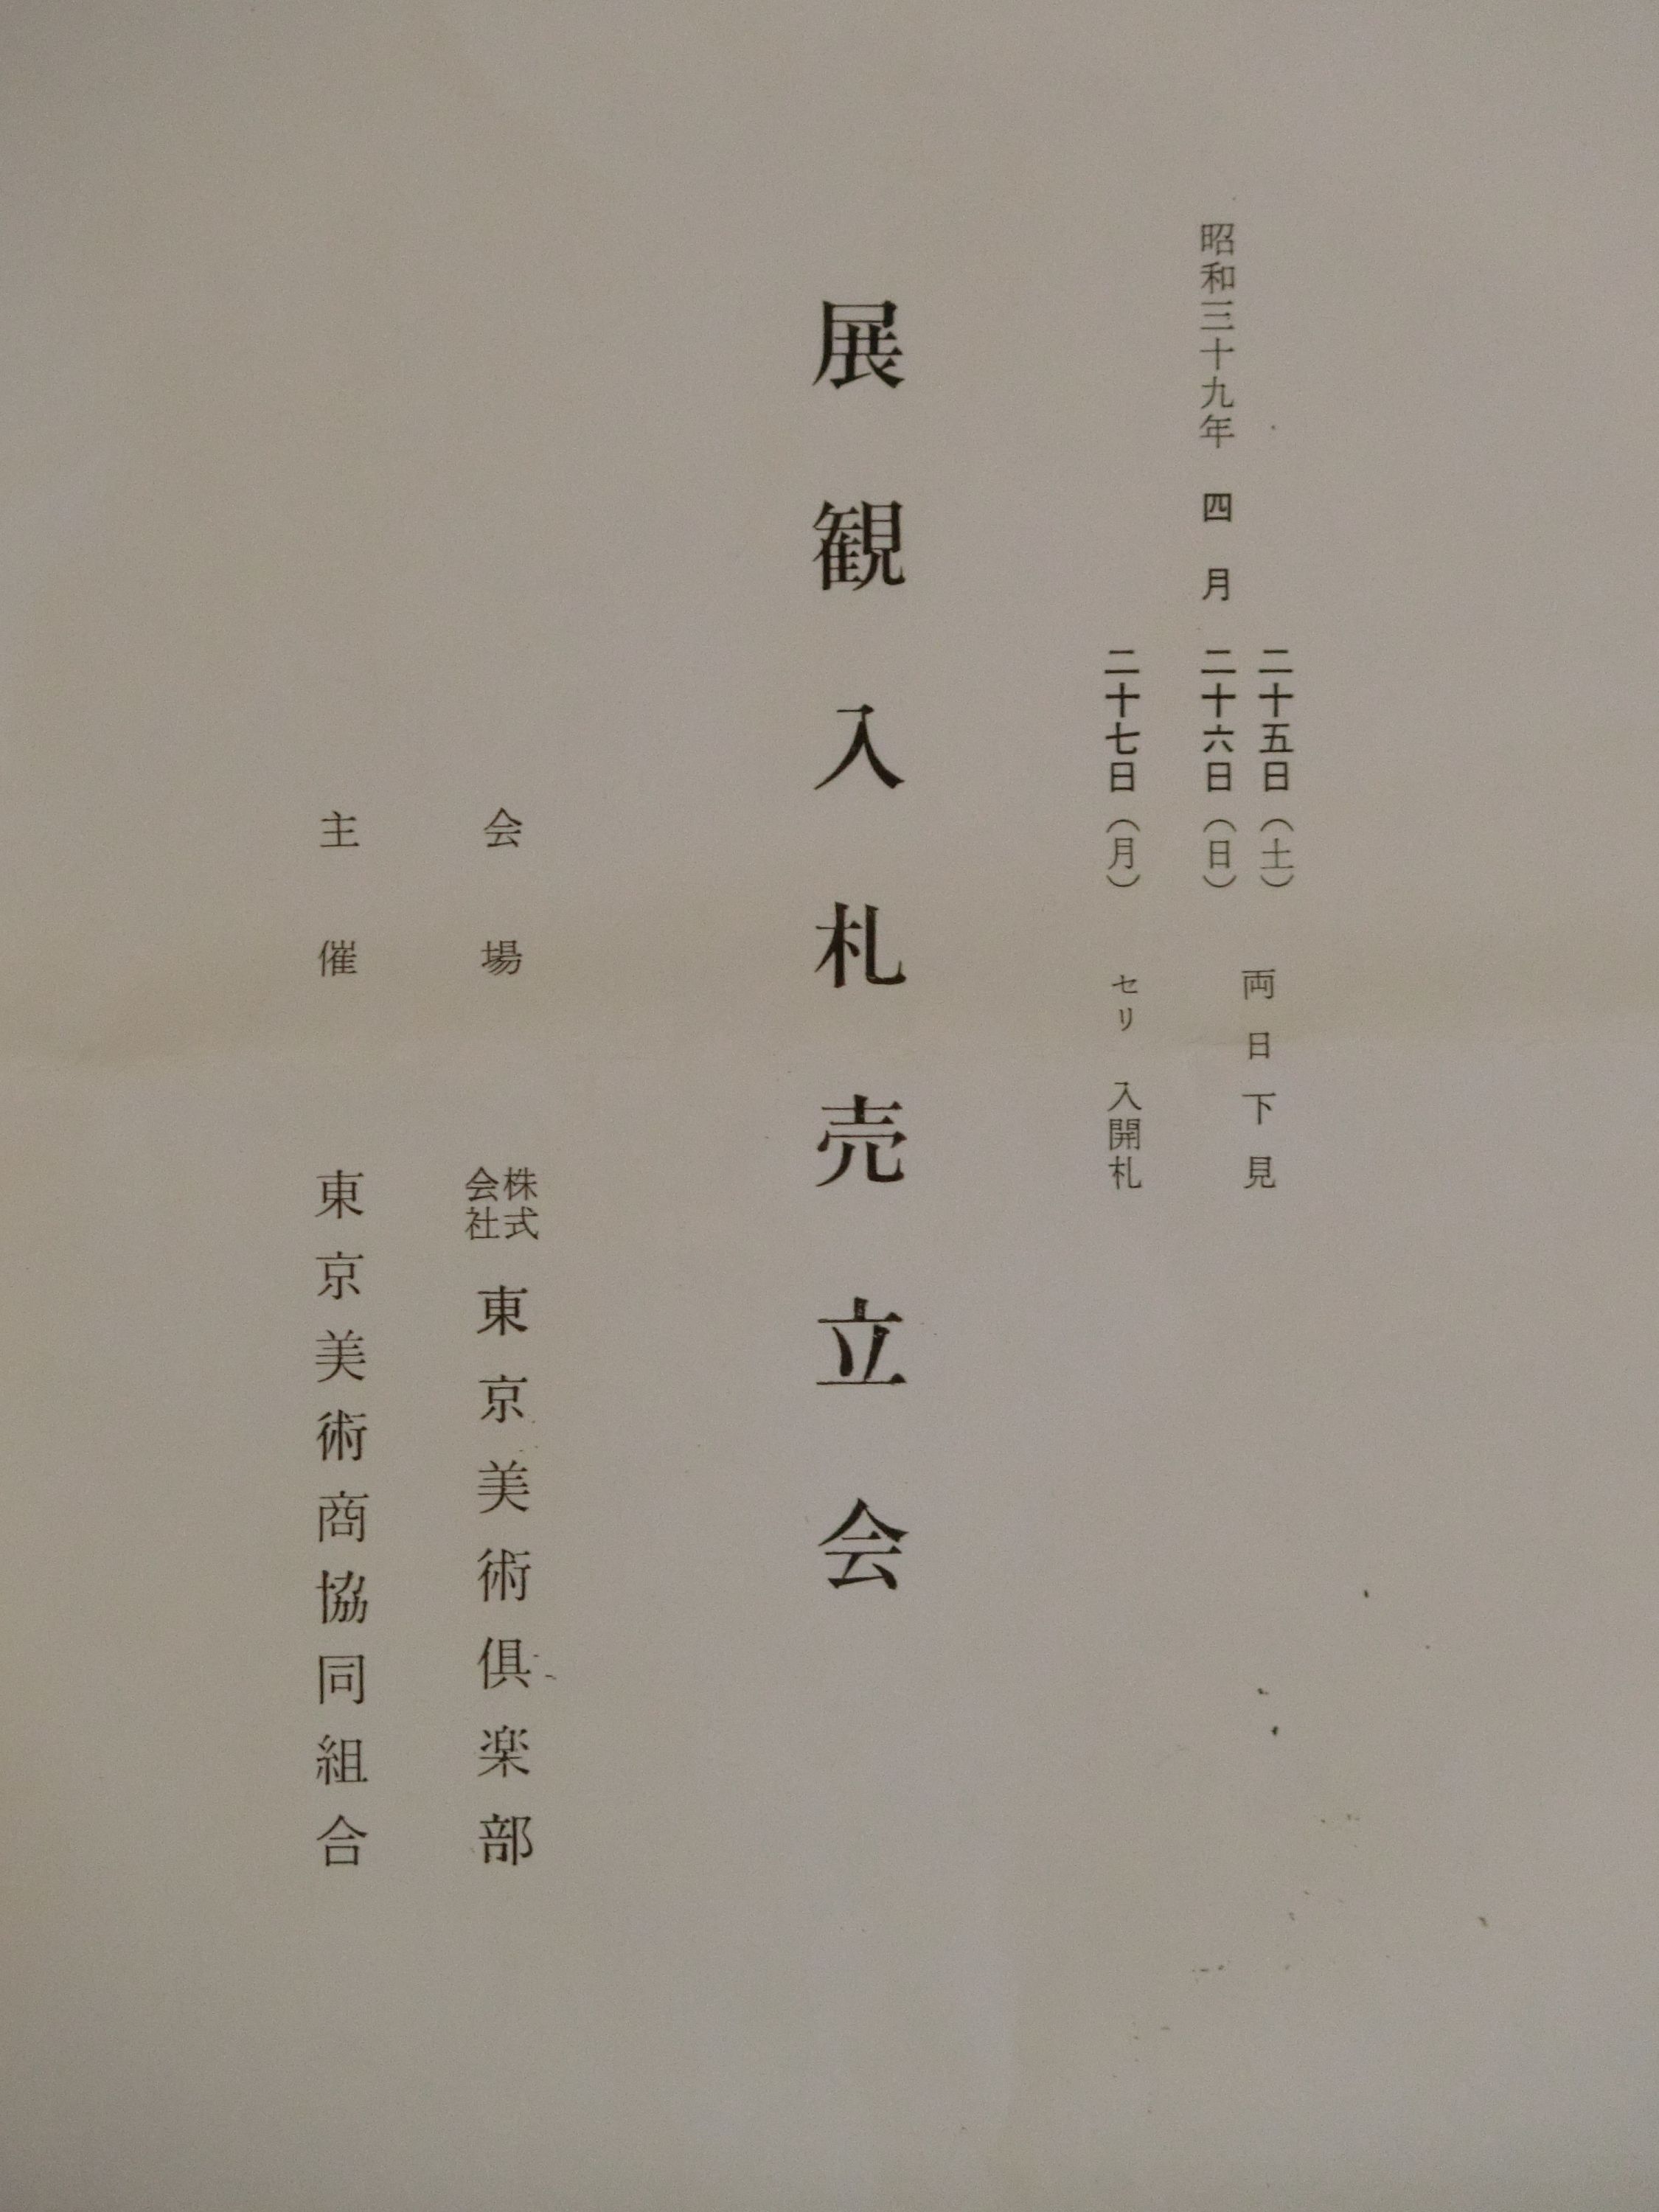 昭和三十九年 四月 二十五日（土）
二十六日（日） 両日下見
二十七日（月） セリ 入開札
展観入札売立会
会場 株式会社 東京美術倶楽部
主催 東京美術商協同組合